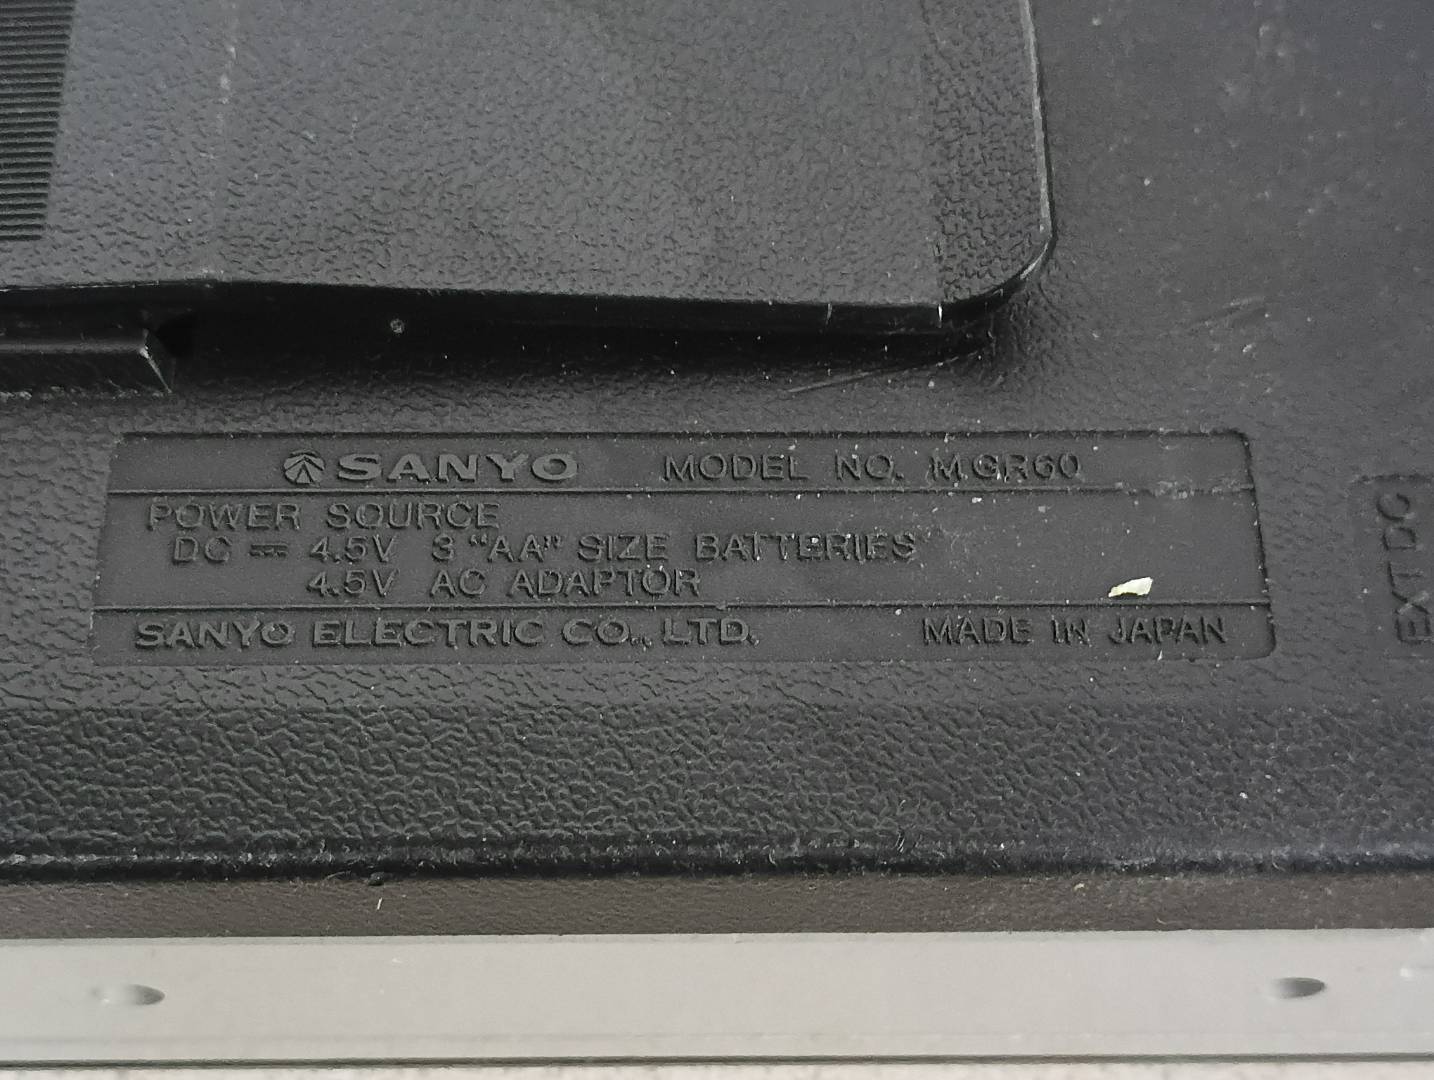 SANYO MODEL NO. M.GR60
POWER SOURCE
DC ⎓ 4.5V 3 "AA" SIZE BATTERIES
4.5V AC ADAPTOR
SANYO ELECTRIC CO., LTD. MADE IN JAPAN
EXT DC